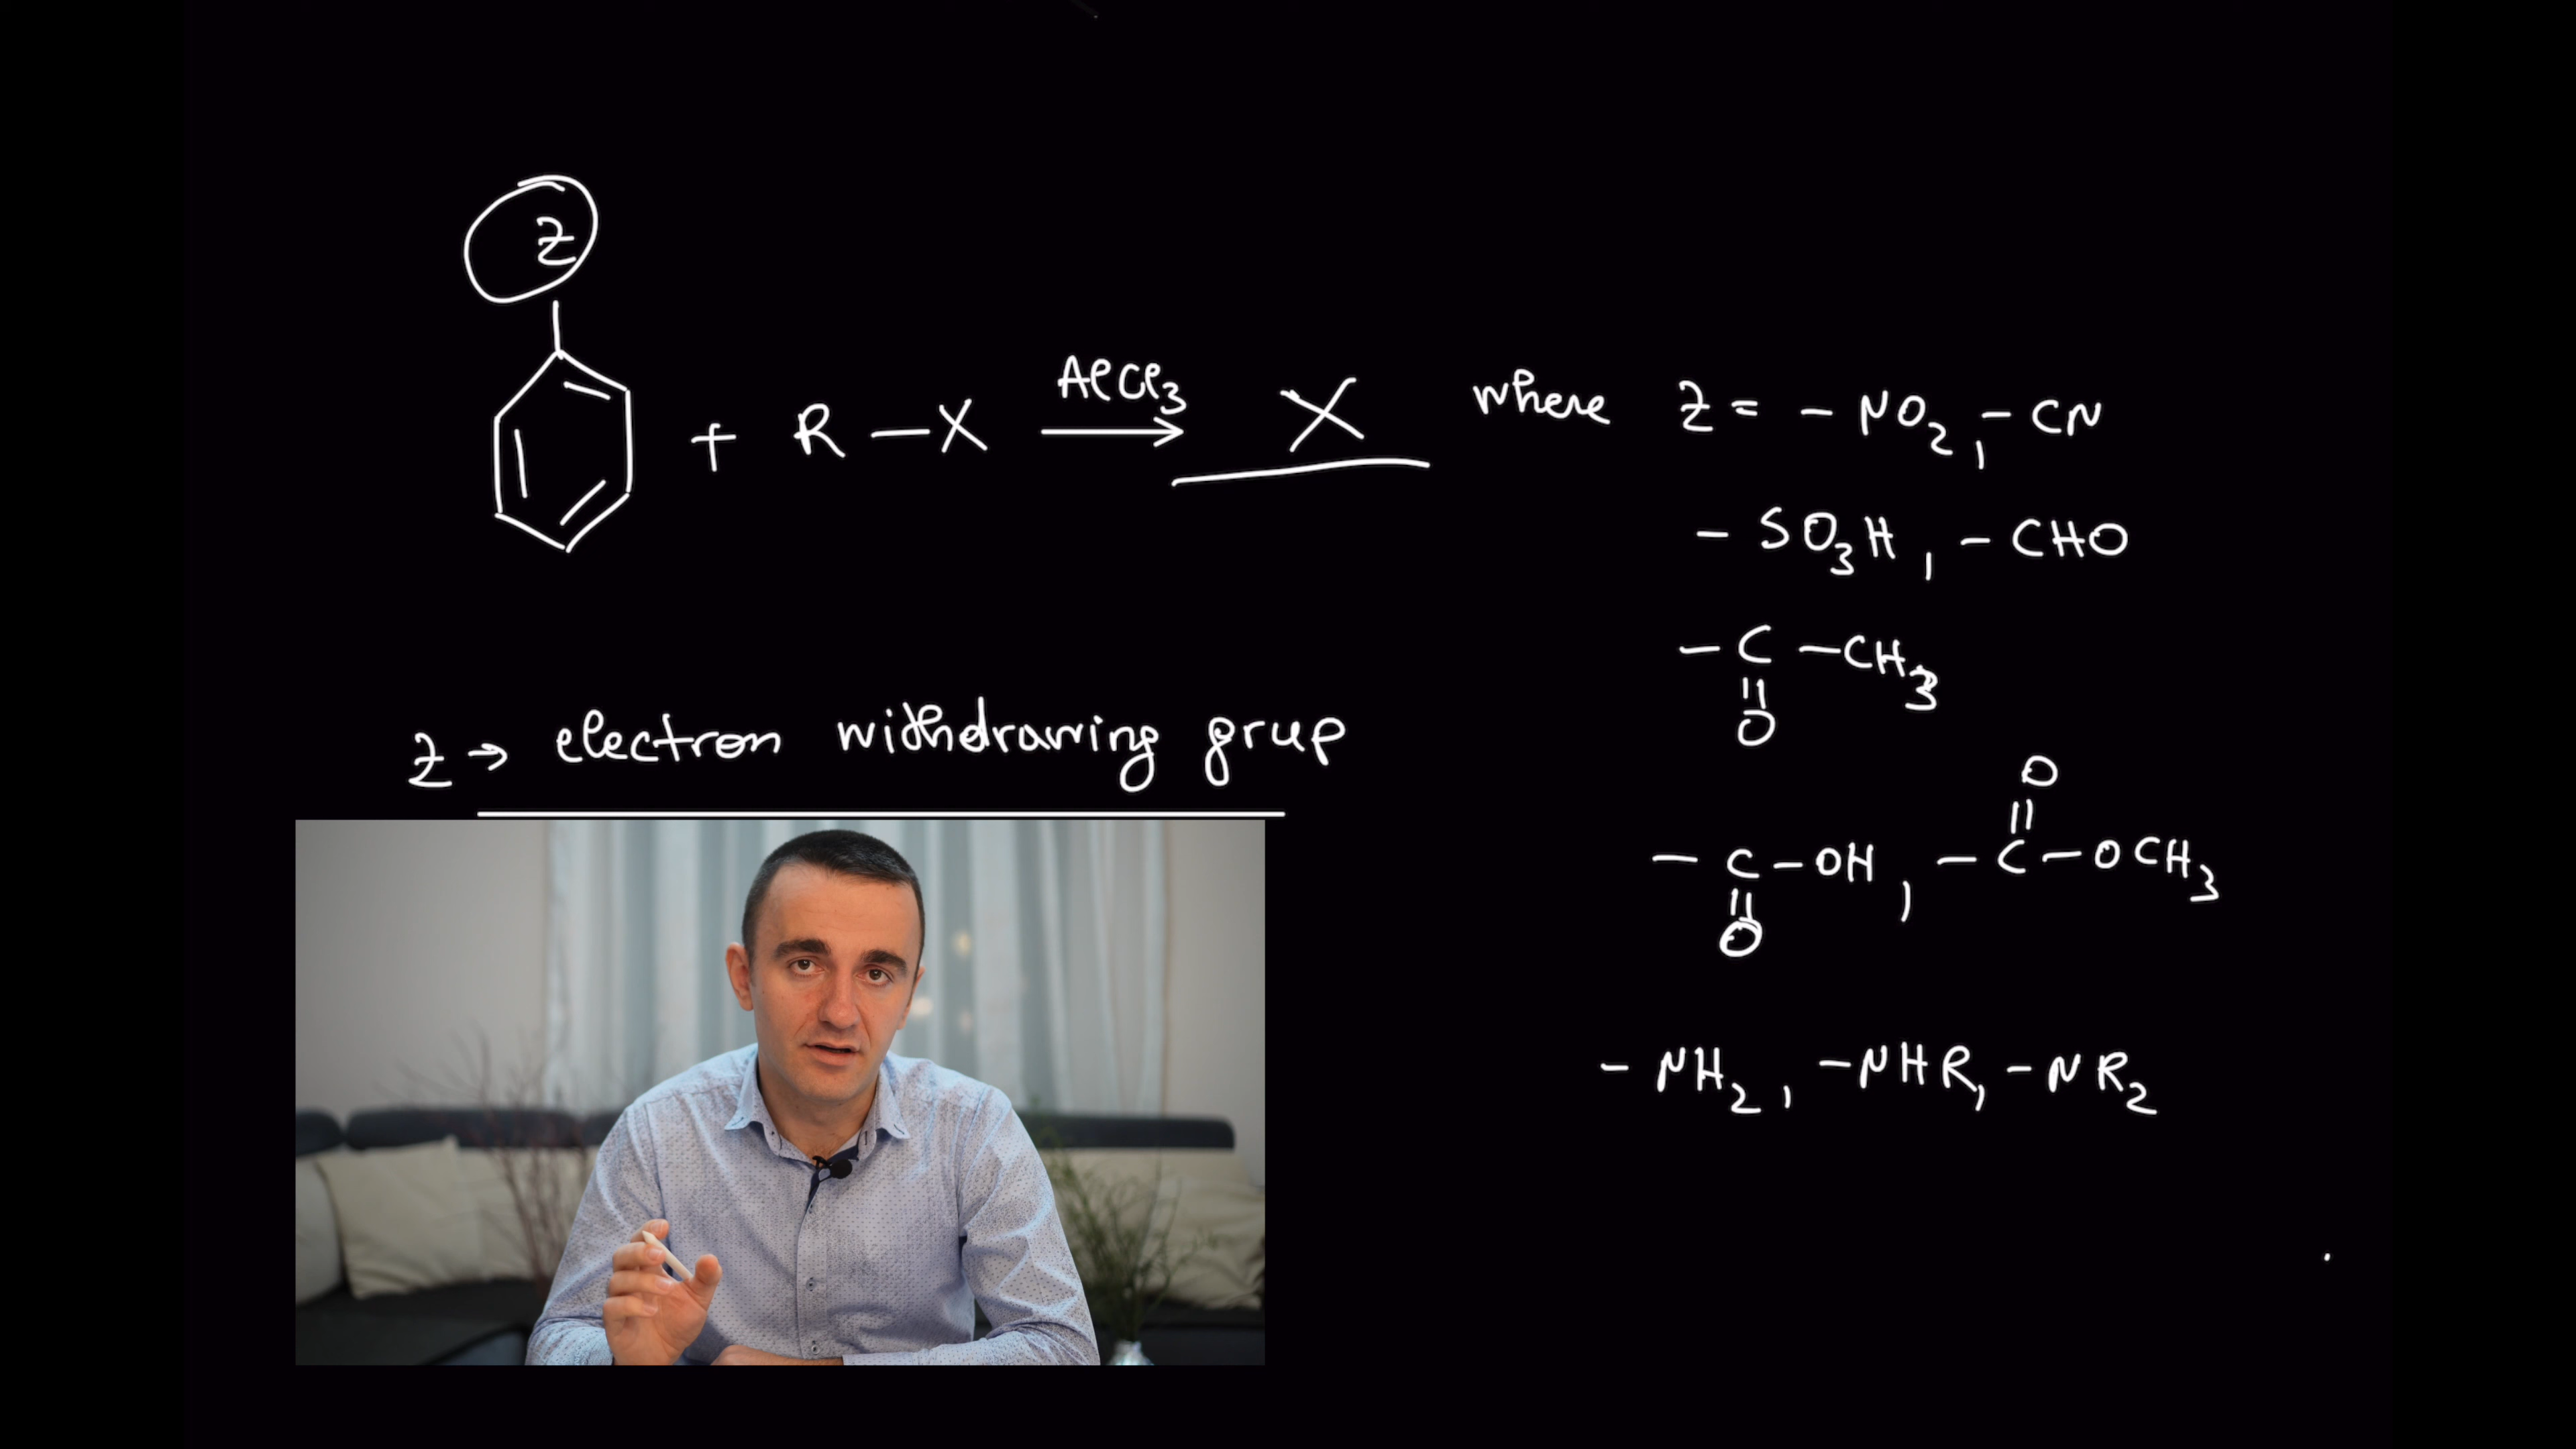 Z
+ R-X AlCl3 → X where Z = -NO2, -CN
-SO3H, -CHO
-C-CH3
=
O
Z → electron withdrawing grup
O
=
-C-OH, -C-OCH3
=
O
-NH2, -NHR, -NR2